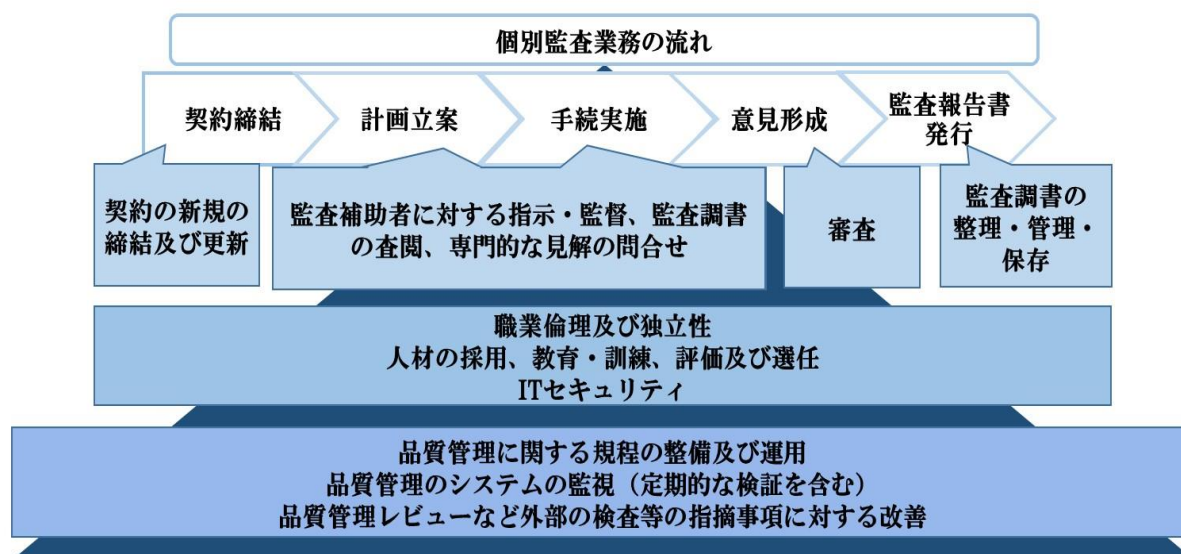 個別監査業務の流れ
契約締結
計画立案
手続実施
意見形成
監査報告書
発行
契約の新規の
締結及び更新
監査補助者に対する指示・監督、監査調書
の査閲、専門的な見解の問合せ
審査
監査調書の
整理・管理・
保存
職業倫理及び独立性
人材の採用、教育・訓練、評価及び選任
ITセキュリティ
品質管理に関する規程の整備及び運用
品質管理のシステムの監視（定期的な検証を含む）
品質管理レビューなど外部の検査等の指摘事項に対する改善